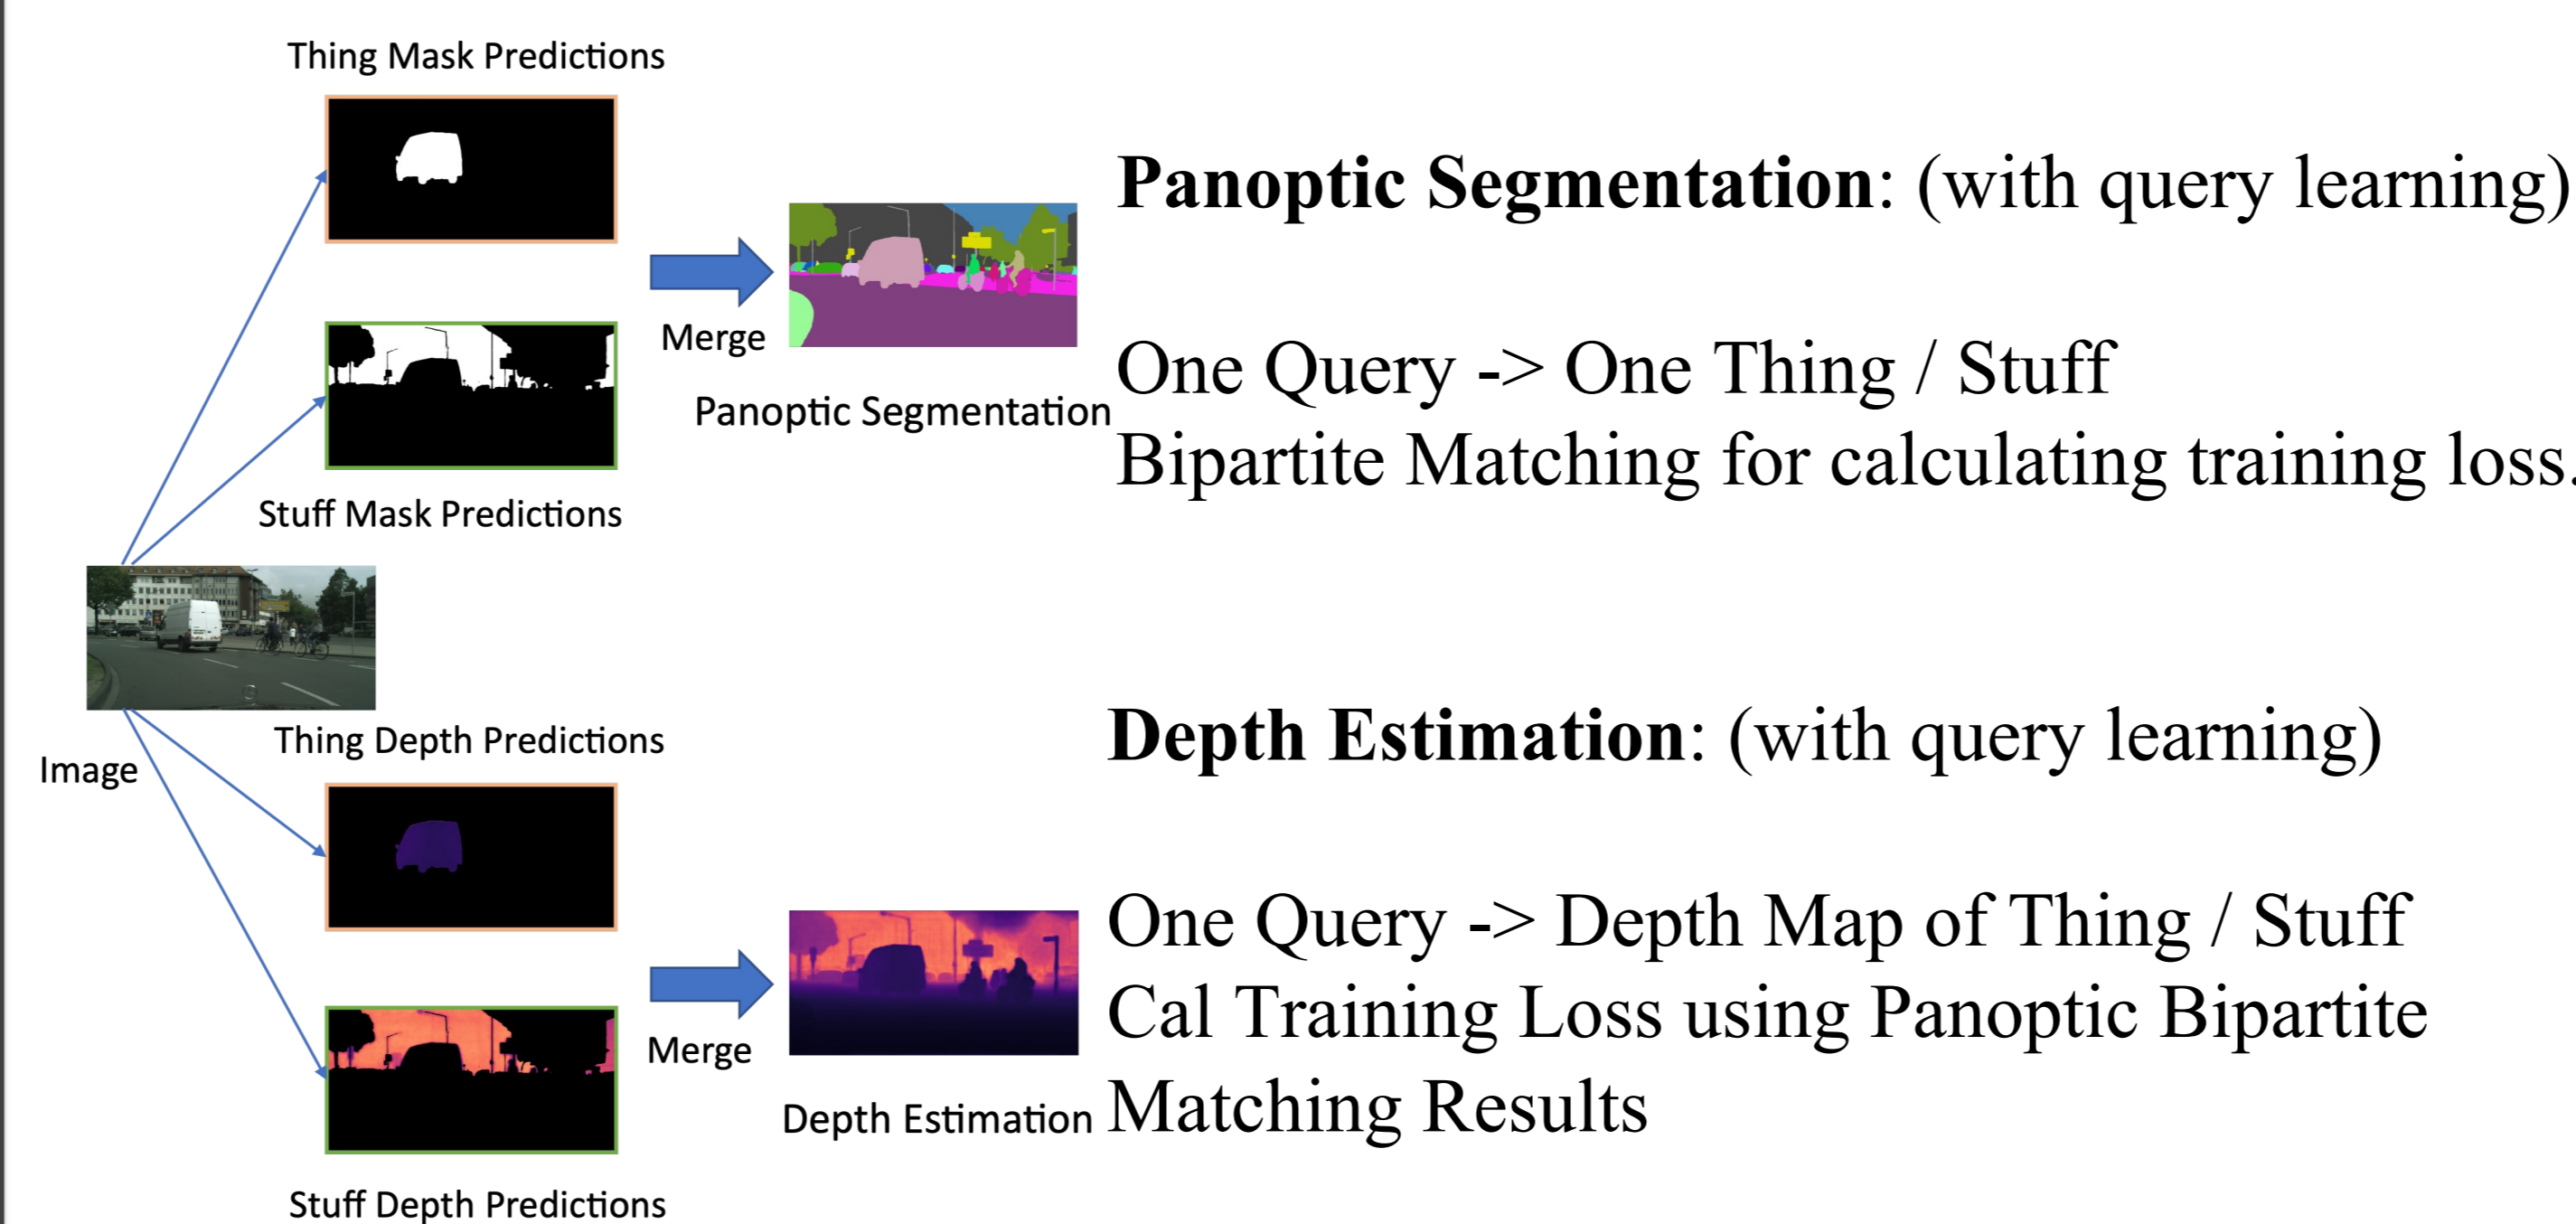 Thing Mask Predictions
Merge
Panoptic Segmentation
Stuff Mask Predictions
Image
Thing Depth Predictions
Merge
Depth Estimation
Stuff Depth Predictions
Panoptic Segmentation: (with query learning)
One Query -> One Thing / Stuff
Bipartite Matching for calculating training loss.
Depth Estimation: (with query learning)
One Query -> Depth Map of Thing / Stuff
Cal Training Loss using Panoptic Bipartite
Matching Results